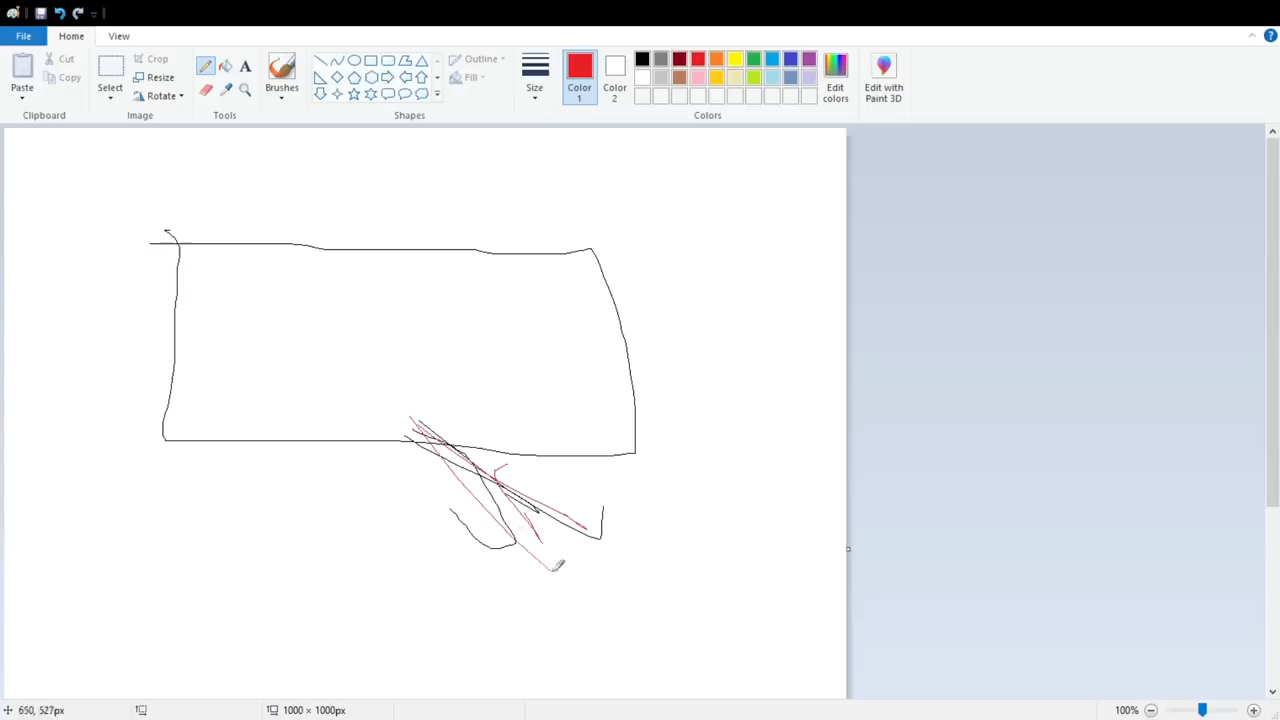 File Home View
Paste
Cut
Copy
Clipboard
Select
Crop
Resize
Rotate
Image
A
Tools
Brushes
Shapes
Outline
Fill
Size
Color 1
Color 2
Colors
Edit colors
Edit with Paint 3D
?
650, 527px
1000 × 1000px
100%